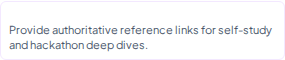 Provide authoritative reference links for self-study
and hackathon deep dives.